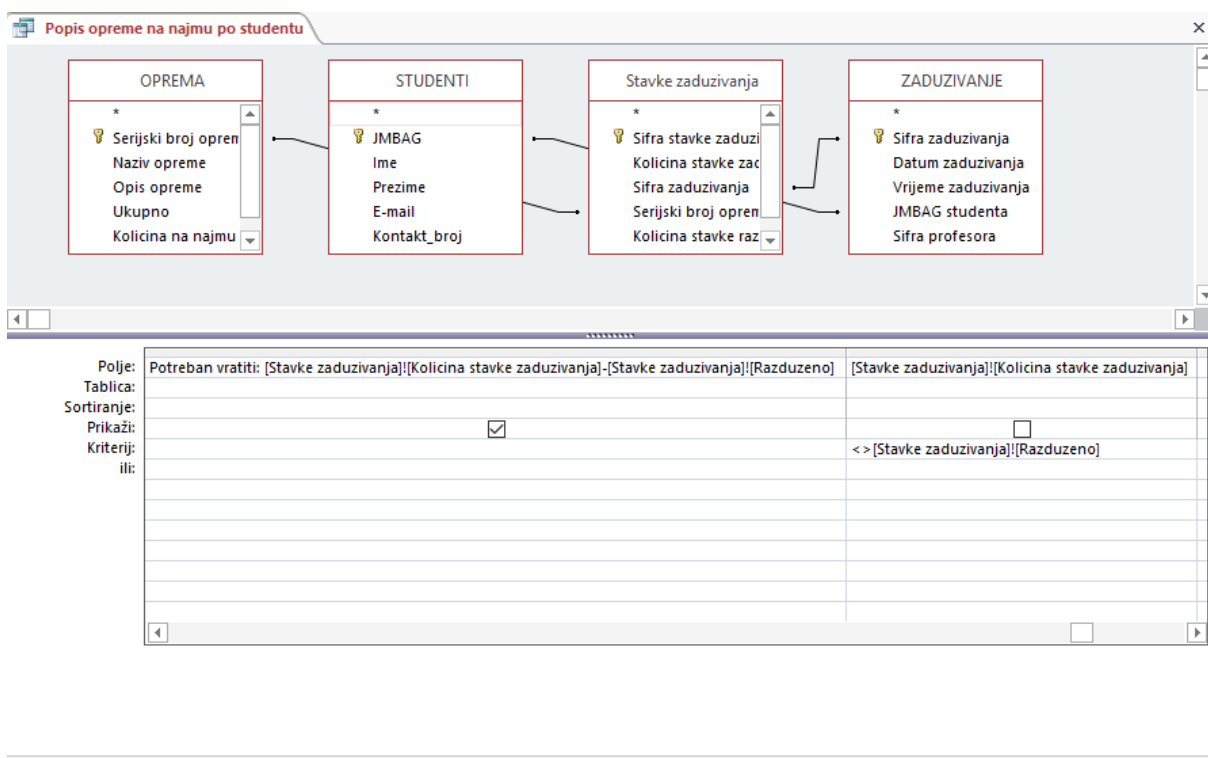 Popis opreme na najmu po studentu
OPREMA
*
Serijski broj oprem
Naziv opreme
Opis opreme
Ukupno
Kolicina na najmu
STUDENTI
*
JMBAG
Ime
Prezime
E-mail
Kontakt_broj
Stavke zaduzivanja
*
Sifra stavke zaduzi
Kolicina stavke zad
Sifra zaduzivanja
Serijski broj oprem
Kolicina stavke raz
ZADUZIVANJE
*
Sifra zaduzivanja
Datum zaduzivanja
Vrijeme zaduzivanja
JMBAG studenta
Sifra profesora
Polje: Potreban vratiti: [Stavke zaduzivanja]![Kolicina stavke zaduzivanja]-[Stavke zaduzivanja]![Razduzeno] [Stavke zaduzivanja]![Kolicina stavke zaduzivanja]
Tablica:
Sortiranje:
Prikaži:
Kriterij: <>[Stavke zaduzivanja]![Razduzeno]
ili: